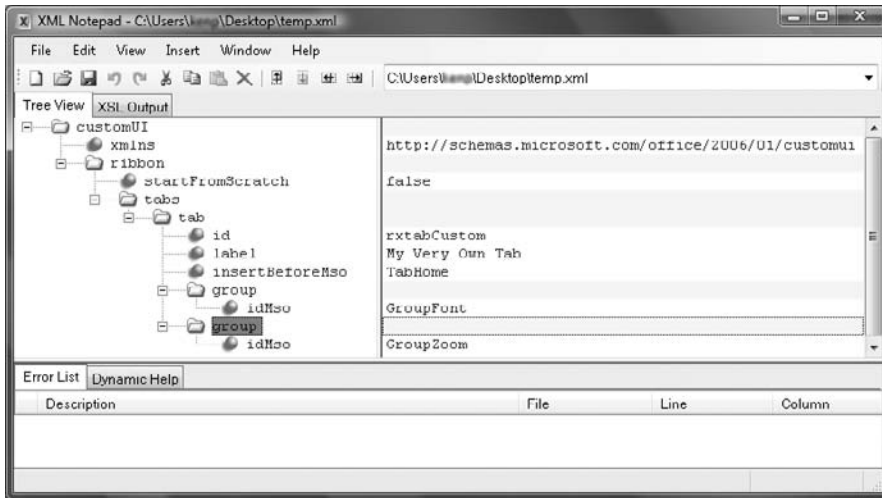 XML Notepad - C:\Users\ \Desktop\temp.xml
File Edit View Insert Window Help
C:\Users\ \Desktop\temp.xml
Tree View XSL Output
customUI
xmlns http://schemas.microsoft.com/office/2006/01/customui
ribbon
startFromScratch false
tabs
tab
id rxtabCustom
label My Very Own Tab
insertBeforeMso TabHome
group
idMso GroupFont
group
idMso GroupZoom
Error List Dynamic Help
Description File Line Column